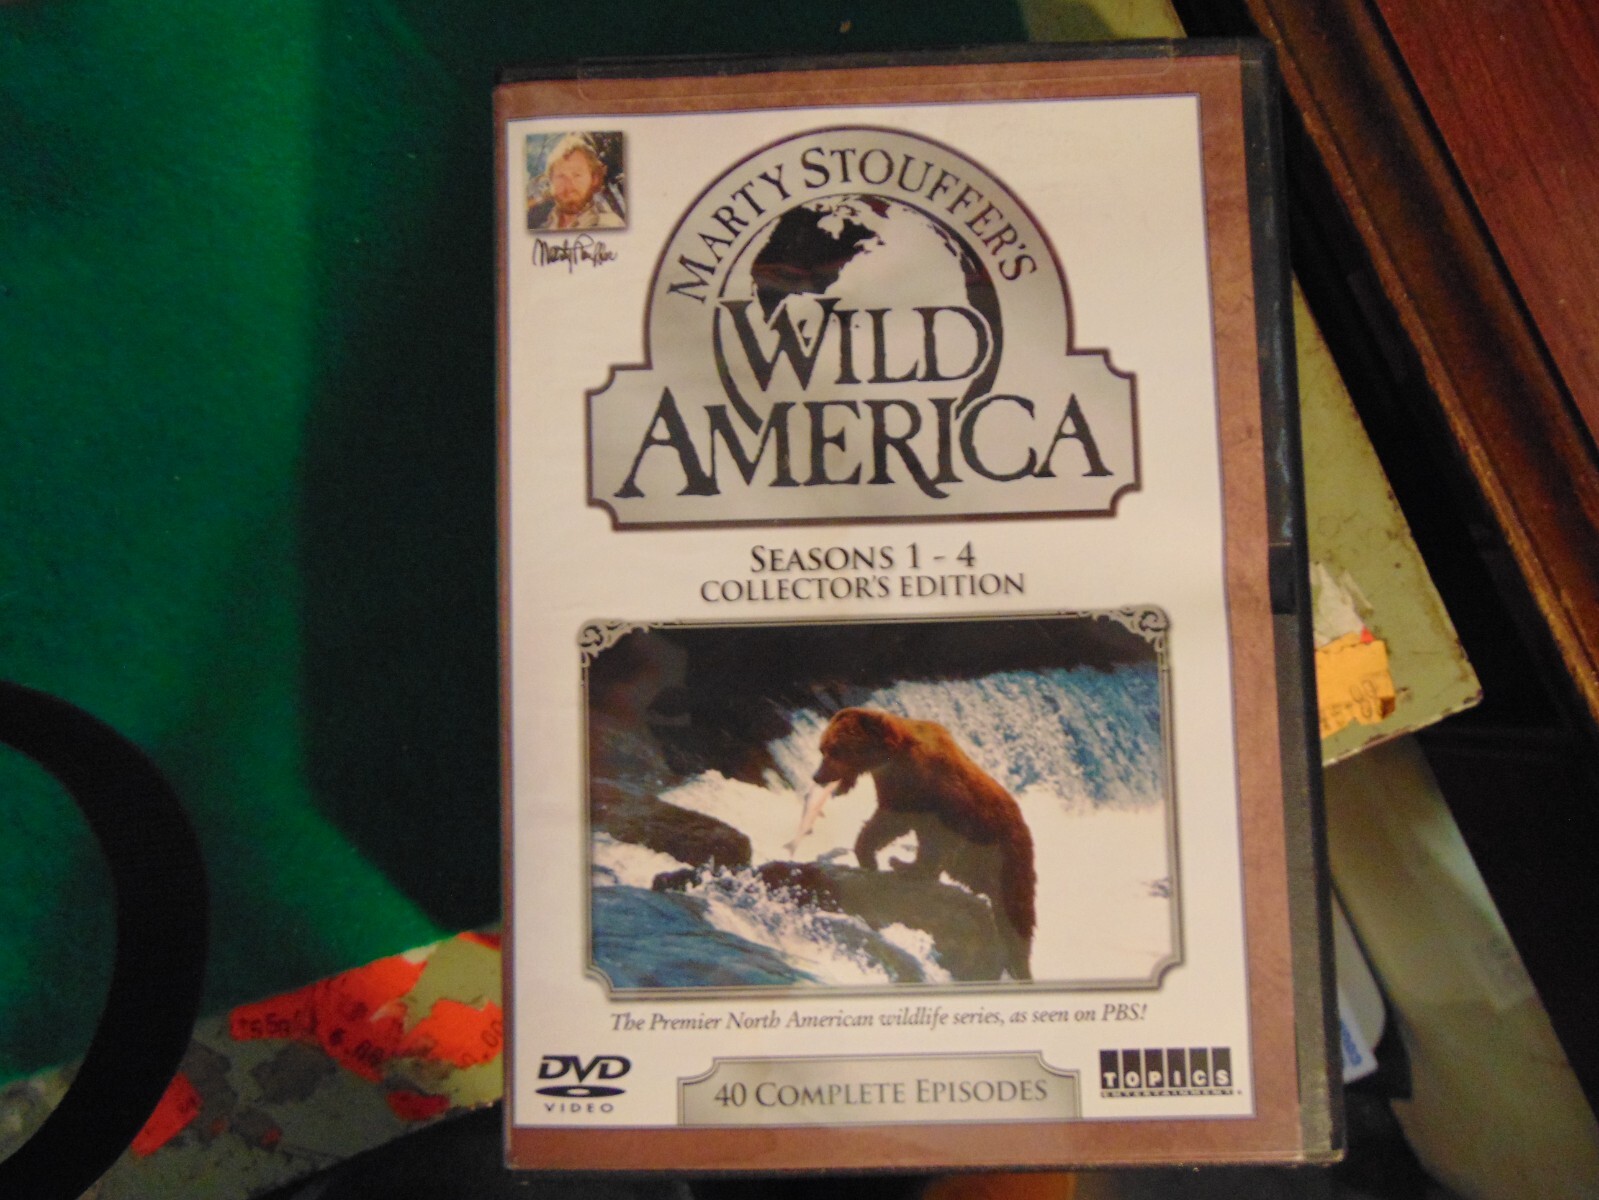 MARTY STOUFFER'S
WILD
AMERICA
SEASONS 1 - 4
COLLECTOR'S EDITION
The Premier North American wildlife series, as seen on PBS!
DVD
VIDEO
40 COMPLETE EPISODES
TOPICS
ENTERTAINMENT